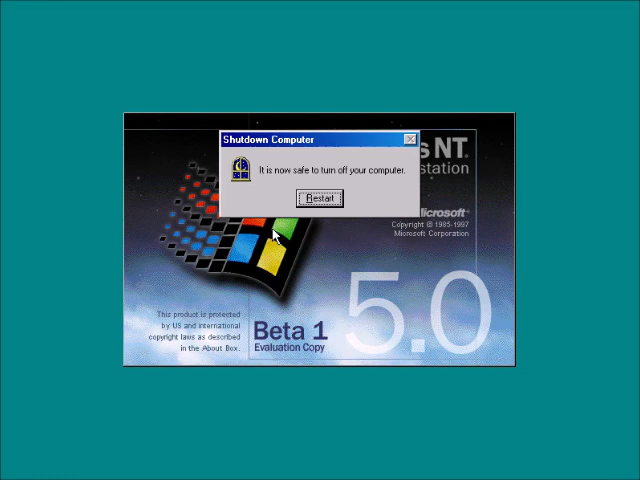 Shutdown Computer
It is now safe to turn off your computer.
Restart
s NT
station
Microsoft
Copyright © 1985-1997
Microsoft Corporation
5.0
This product is protected
by US and international
copyright laws as described
in the About Box.
Beta 1
Evaluation Copy